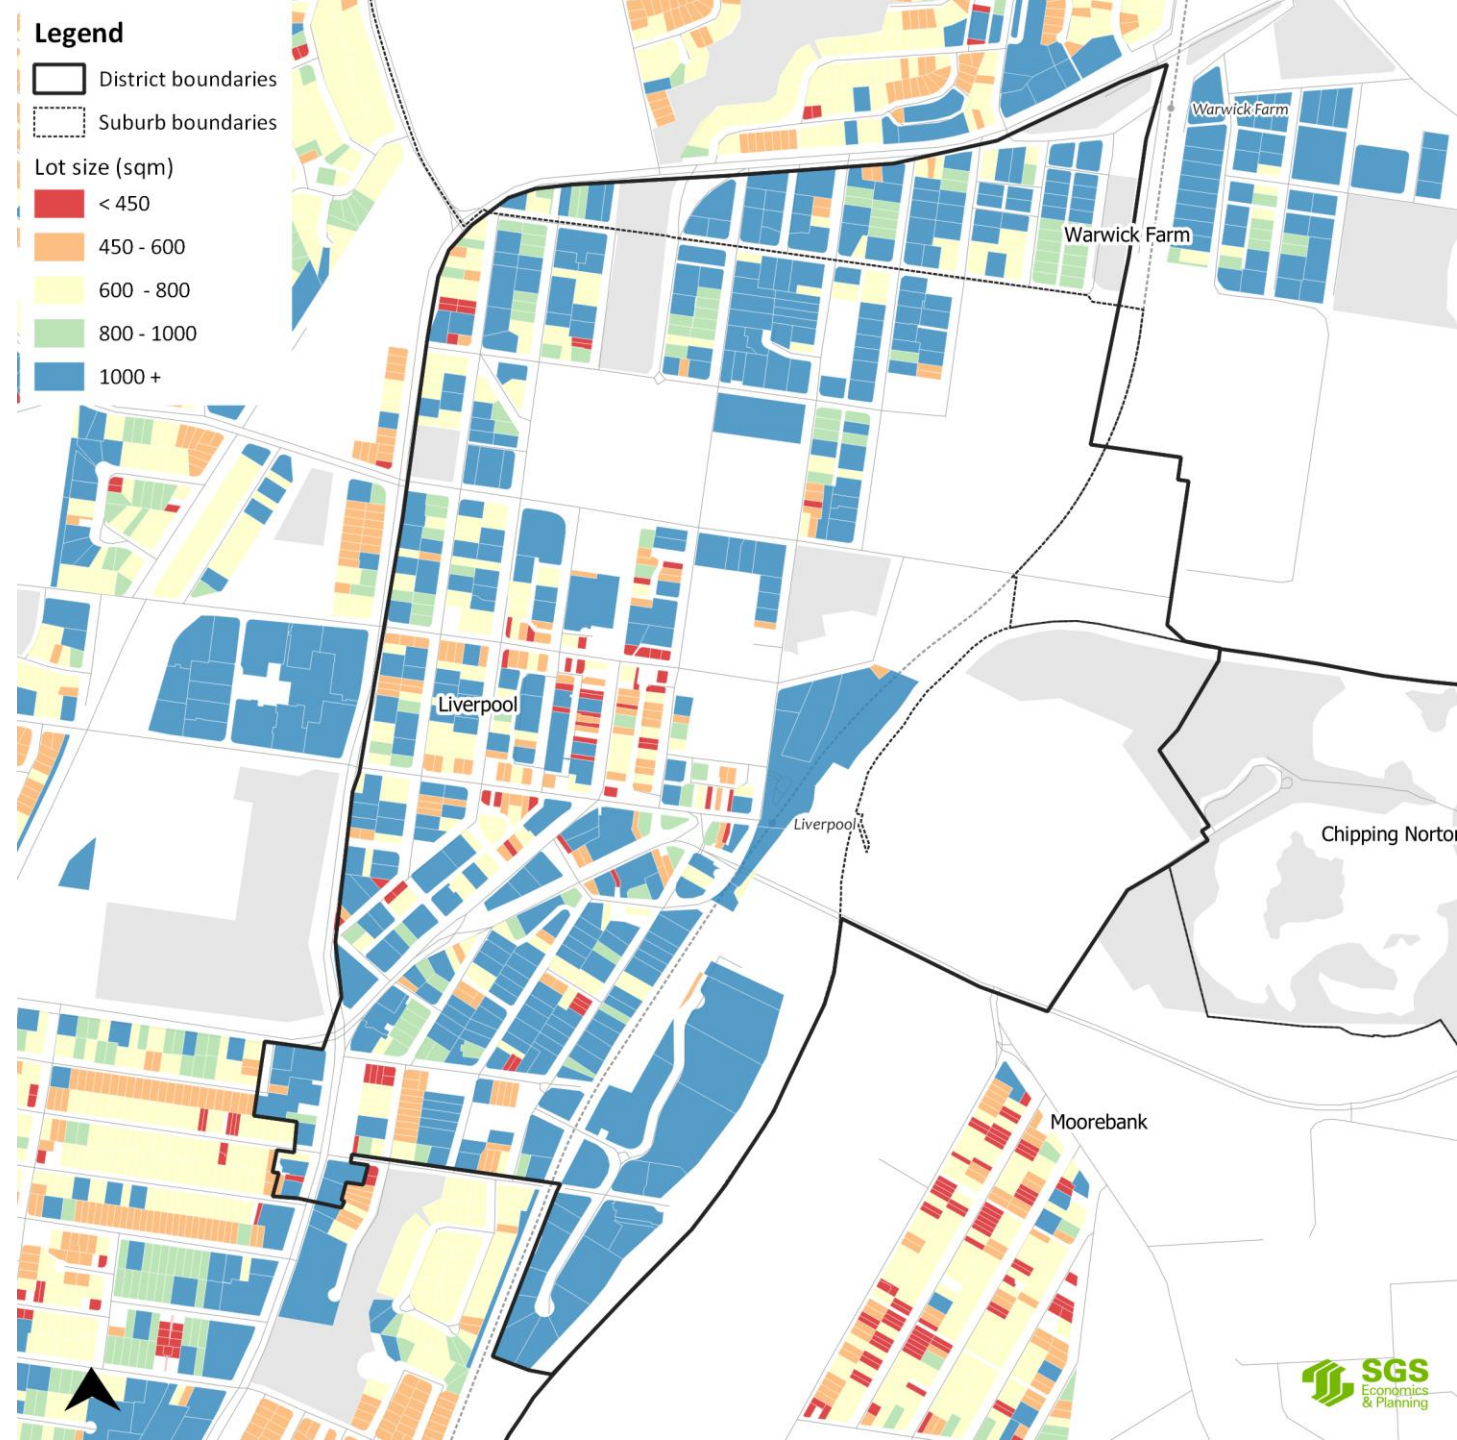 Legend
District boundaries
Suburb boundaries
Lot size (sqm)
< 450
450 - 600
600 - 800
800 - 1000
1000 +
Warwick Farm
Warwick Farm
Liverpool
Liverpool
Chipping Norto
Moorebank
SGS
Economics
& Planning